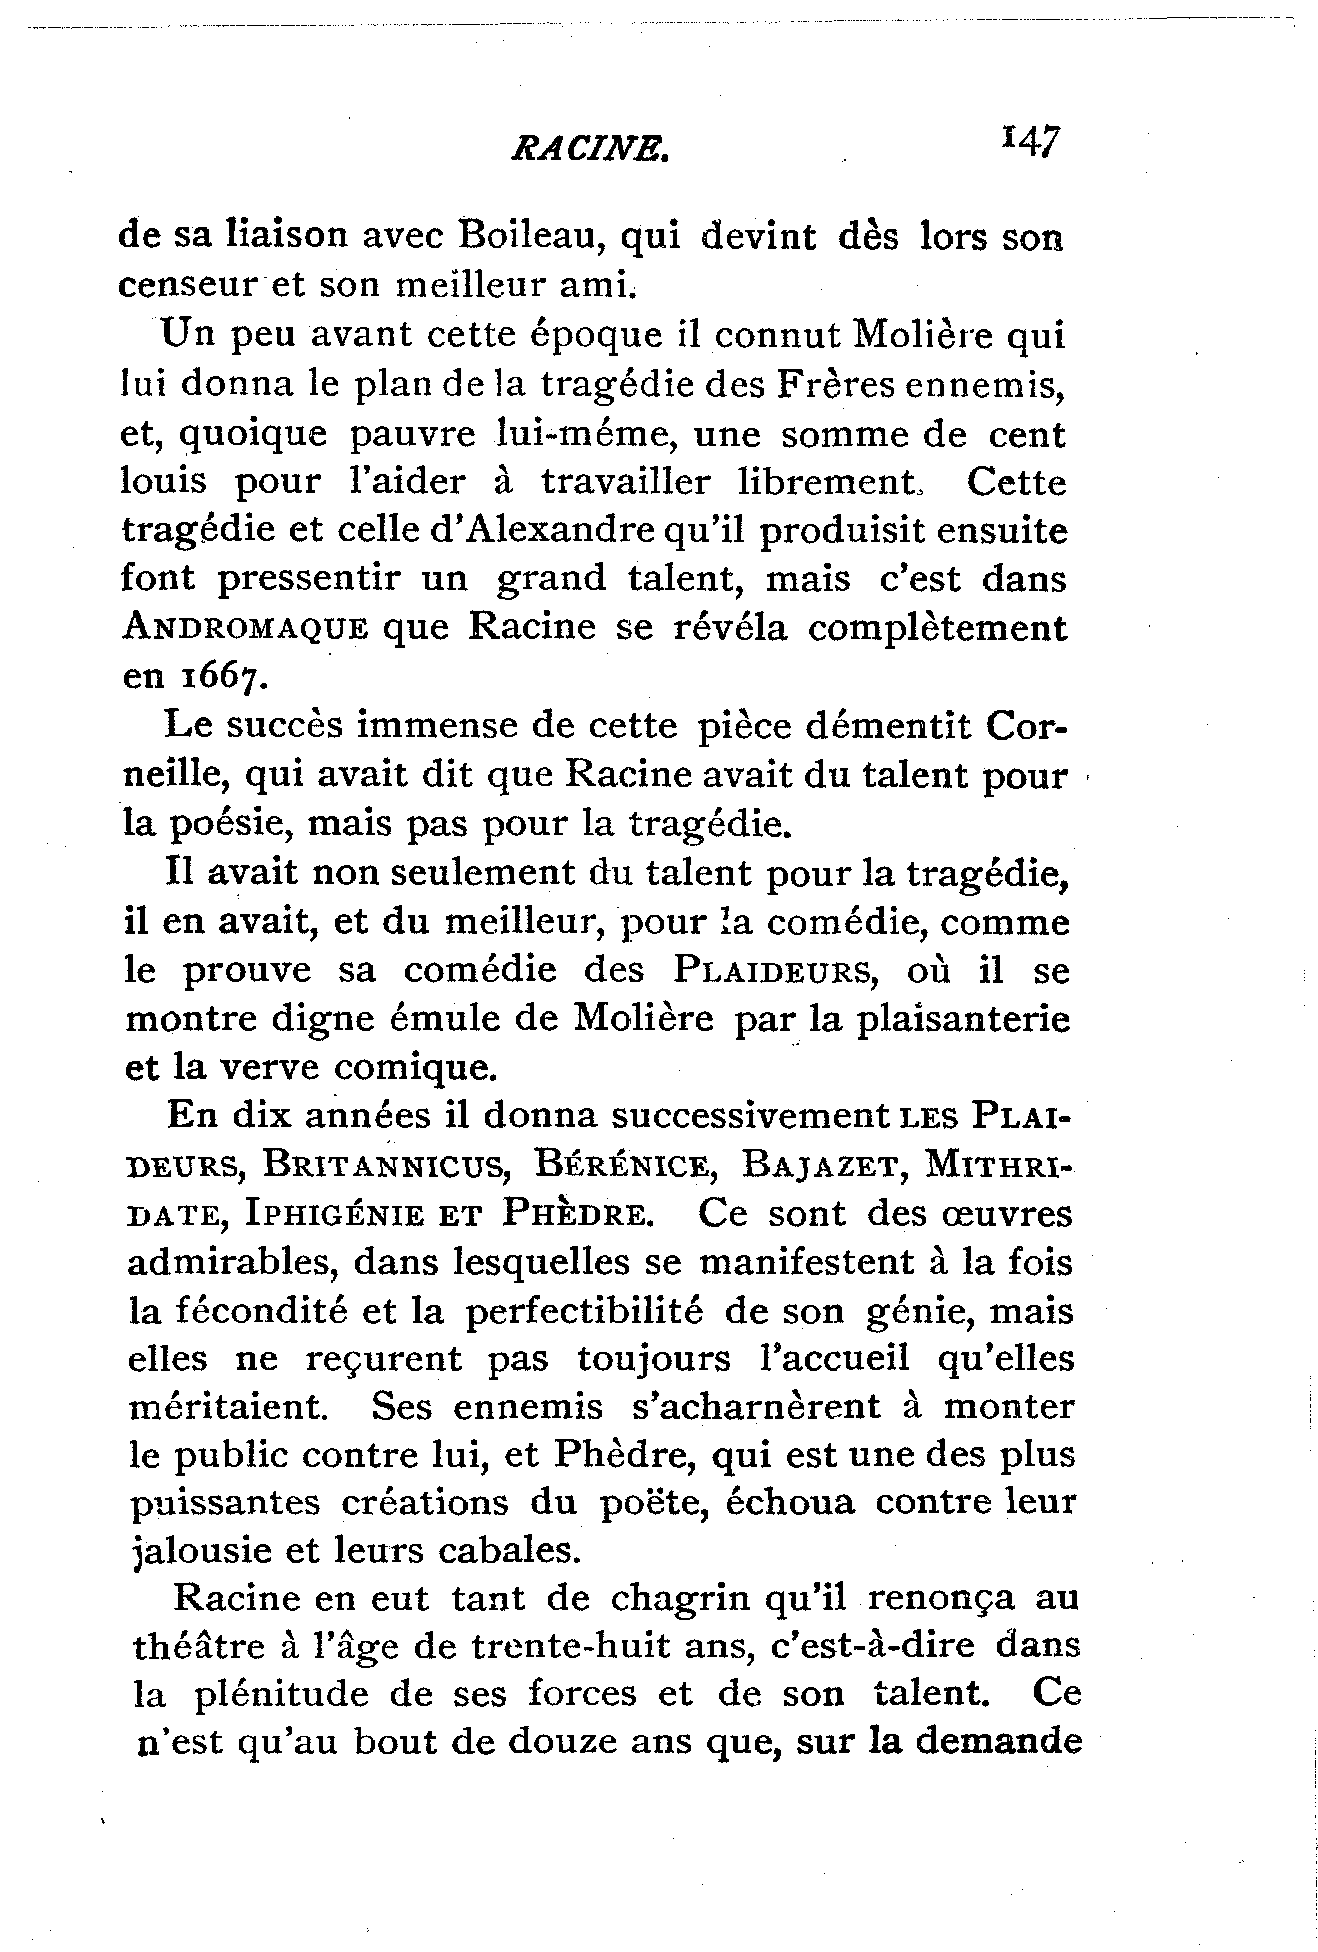 RACINE. 147
de sa liaison avec Boileau, qui devint dès lors son
censeur et son meilleur ami.
Un peu avant cette époque il connut Molière qui
lui donna le plan de la tragédie des Frères ennemis,
et, quoique pauvre lui-méme, une somme de cent
louis pour l'aider à travailler librement. Cette
tragédie et celle d'Alexandre qu'il produisit ensuite
font pressentir un grand talent, mais c'est dans
ANDROMAQUE que Racine se révéla complètement
en 1667.
Le succès immense de cette pièce démentit Cor-
neille, qui avait dit que Racine avait du talent pour
la poésie, mais pas pour la tragédie.
Il avait non seulement du talent pour la tragédie,
il en avait, et du meilleur, pour la comédie, comme
le prouve sa comédie des PLAIDEURS, où il se
montre digne émule de Molière par la plaisanterie
et la verve comique.
En dix années il donna successivement LES PLAI-
DEURS, BRITANNICUS, BÉRÉNICE, BAJAZET, MITHRI-
DATE, IPHIGÉNIE ET PHÈDRE. Ce sont des œuvres
admirables, dans lesquelles se manifestent à la fois
la fécondité et la perfectibilité de son génie, mais
elles ne reçurent pas toujours l'accueil qu'elles
méritaient. Ses ennemis s'acharnèrent à monter
le public contre lui, et Phèdre, qui est une des plus
puissantes créations du poëte, échoua contre leur
jalousie et leurs cabales.
Racine en eut tant de chagrin qu'il renonça au
théâtre à l'âge de trente-huit ans, c'est-à-dire dans
la plénitude de ses forces et de son talent. Ce
n'est qu'au bout de douze ans que, sur la demande